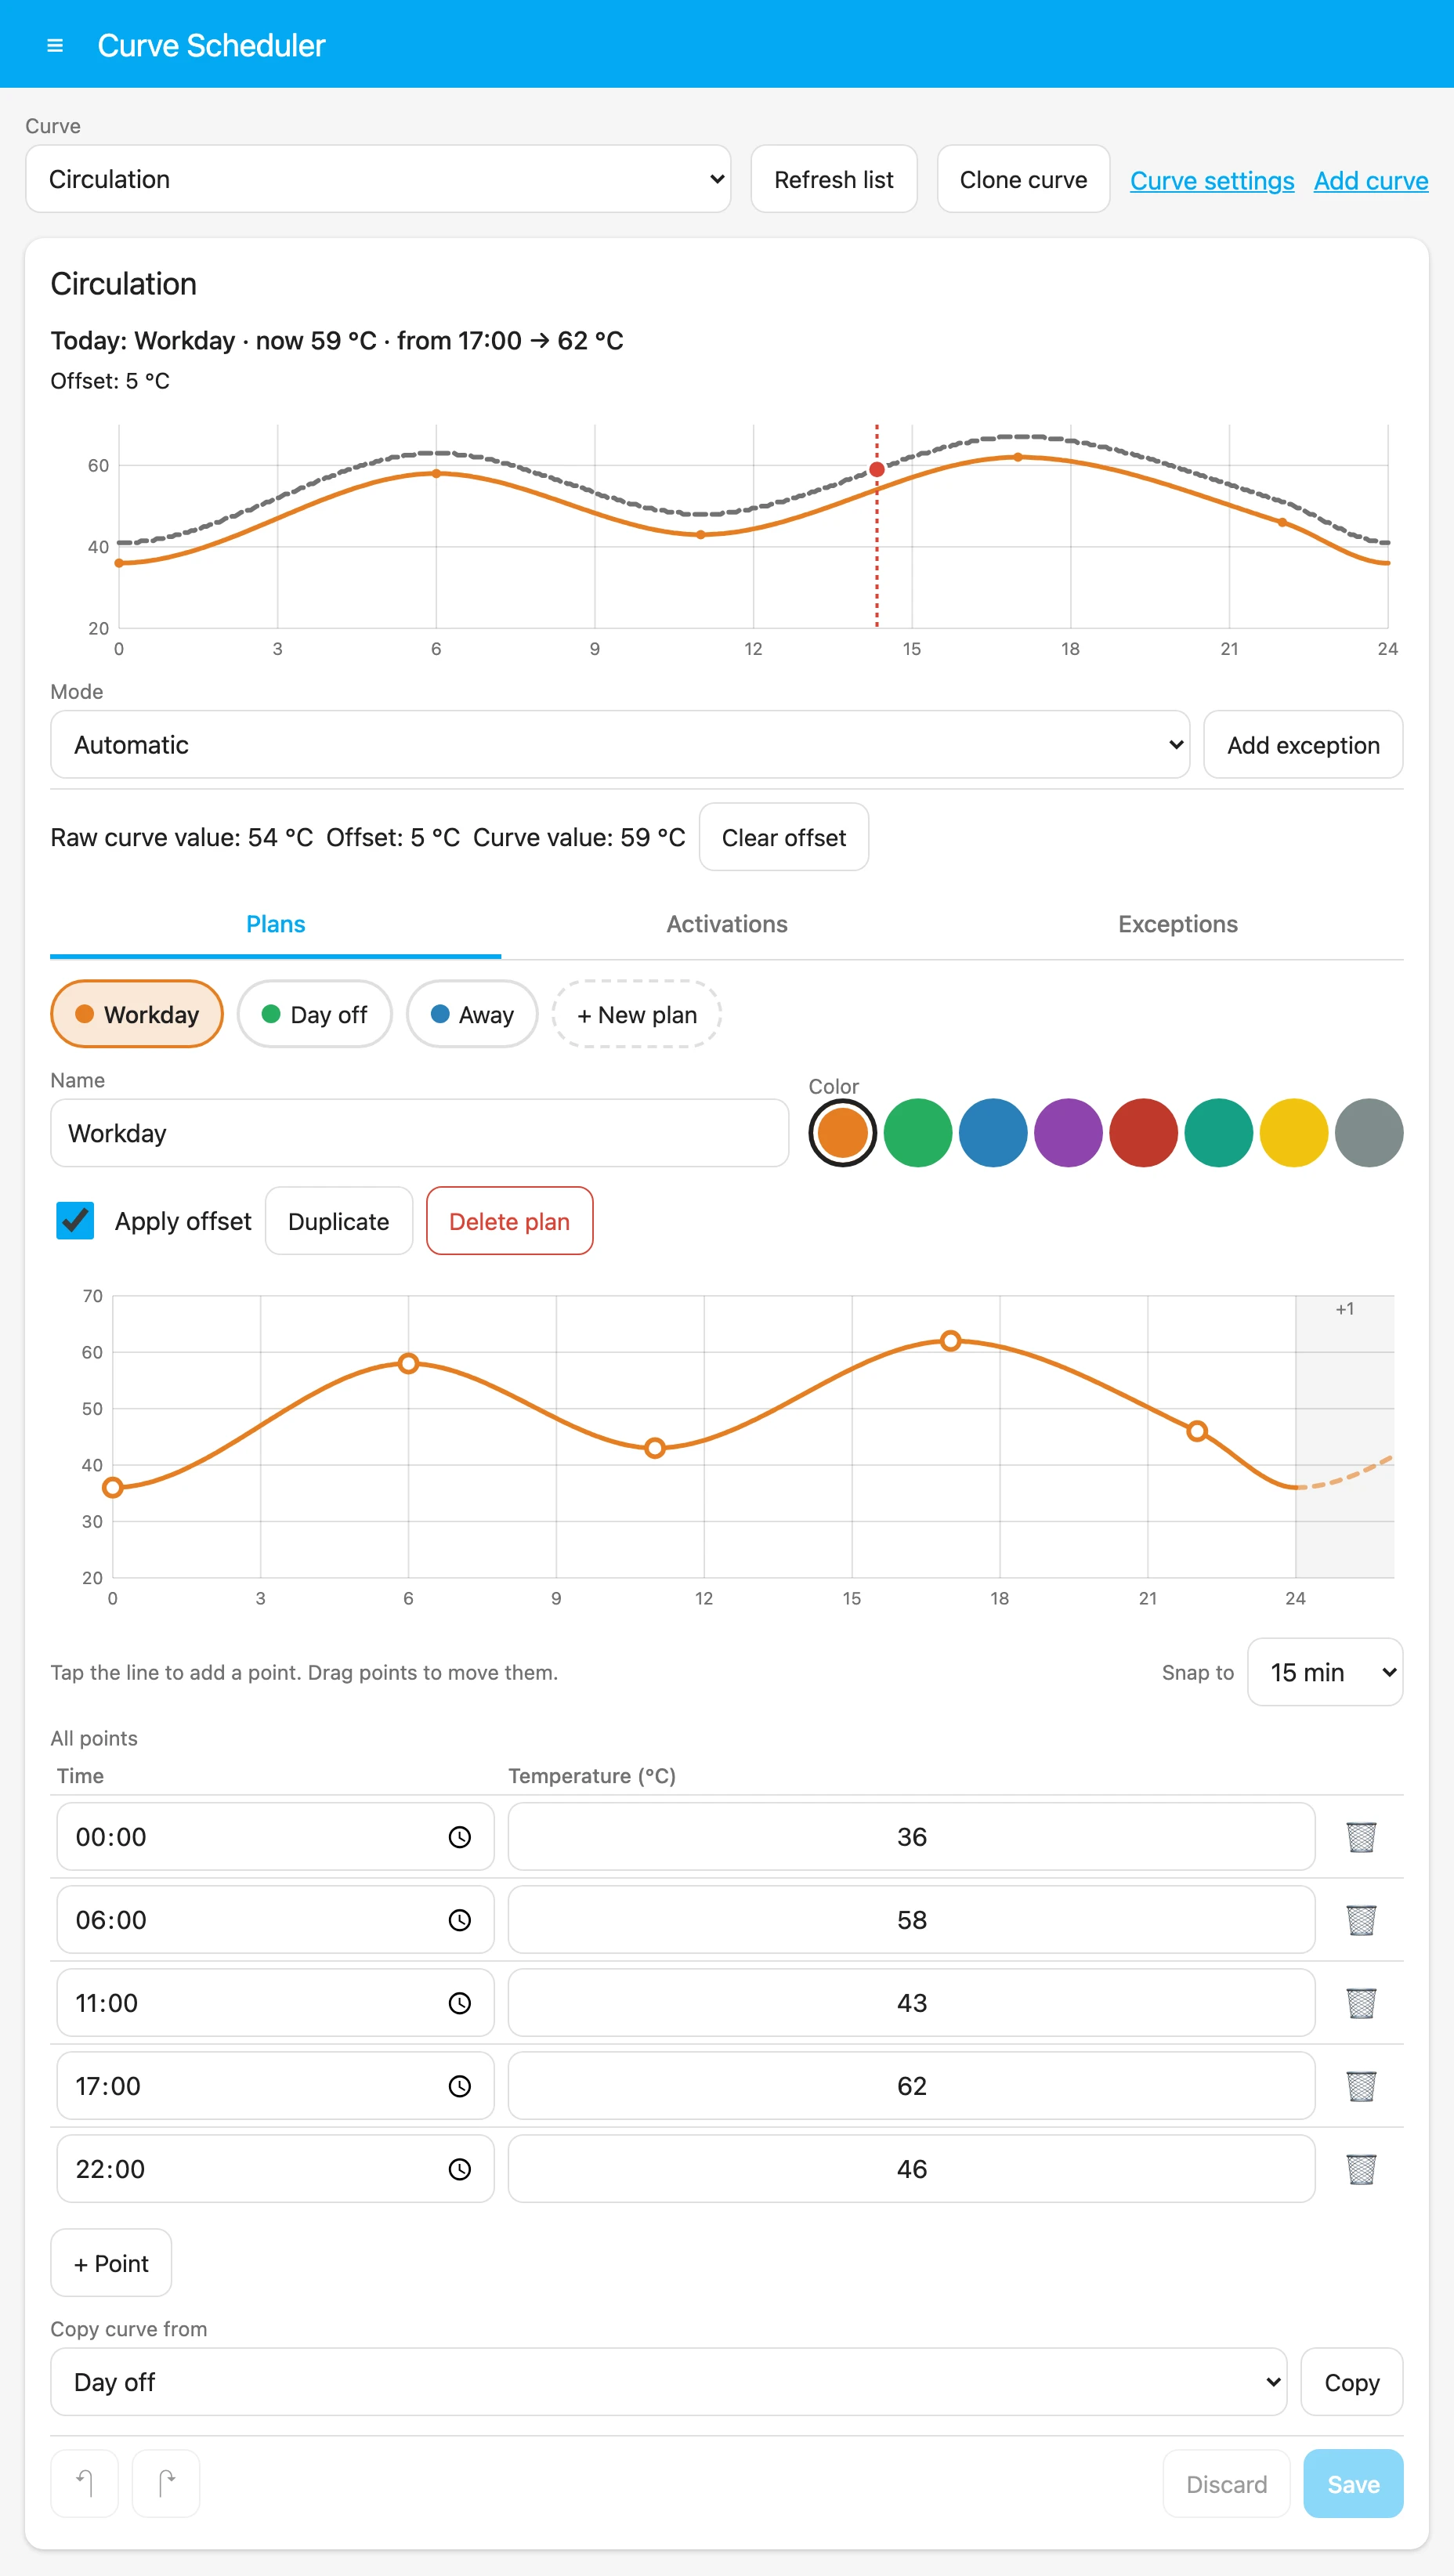 Curve Scheduler
Curve
Circulation
Refresh list
Clone curve
Curve settings
Add curve
Circulation
Today: Workday · now 59 °C · from 17:00 → 62 °C
Offset: 5 °C
60
40
20
0 3 6 9 12 15 18 21 24
Mode
Automatic
Add exception
Raw curve value: 54 °C Offset: 5 °C Curve value: 59 °C
Clear offset
Plans
Activations
Exceptions
Workday
Day off
Away
+ New plan
Name
Color
Workday
Apply offset
Duplicate
Delete plan
+1
70
60
50
40
30
20
0 3 6 9 12 15 18 21 24
Tap the line to add a point. Drag points to move them.
Snap to
15 min
All points
Time Temperature (°C)
00:00 36
06:00 58
11:00 43
17:00 62
22:00 46
+ Point
Copy curve from
Day off
Copy
Discard
Save